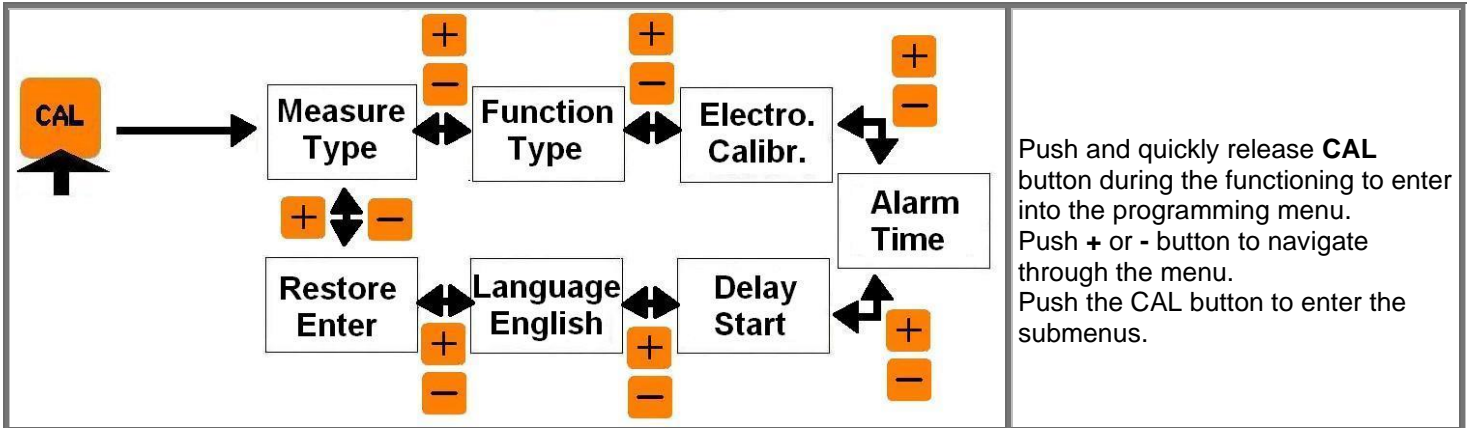 CAL
+
−
+
−
+
−
Measure
Type
Function
Type
Electro.
Calibr.
Alarm
Time
+ −
Restore
Enter
Language
English
Delay
Start
+
−
+
−
+
−
Push and quickly release CAL
button during the functioning to enter
into the programming menu.
Push + or - button to navigate
through the menu.
Push the CAL button to enter the
submenus.